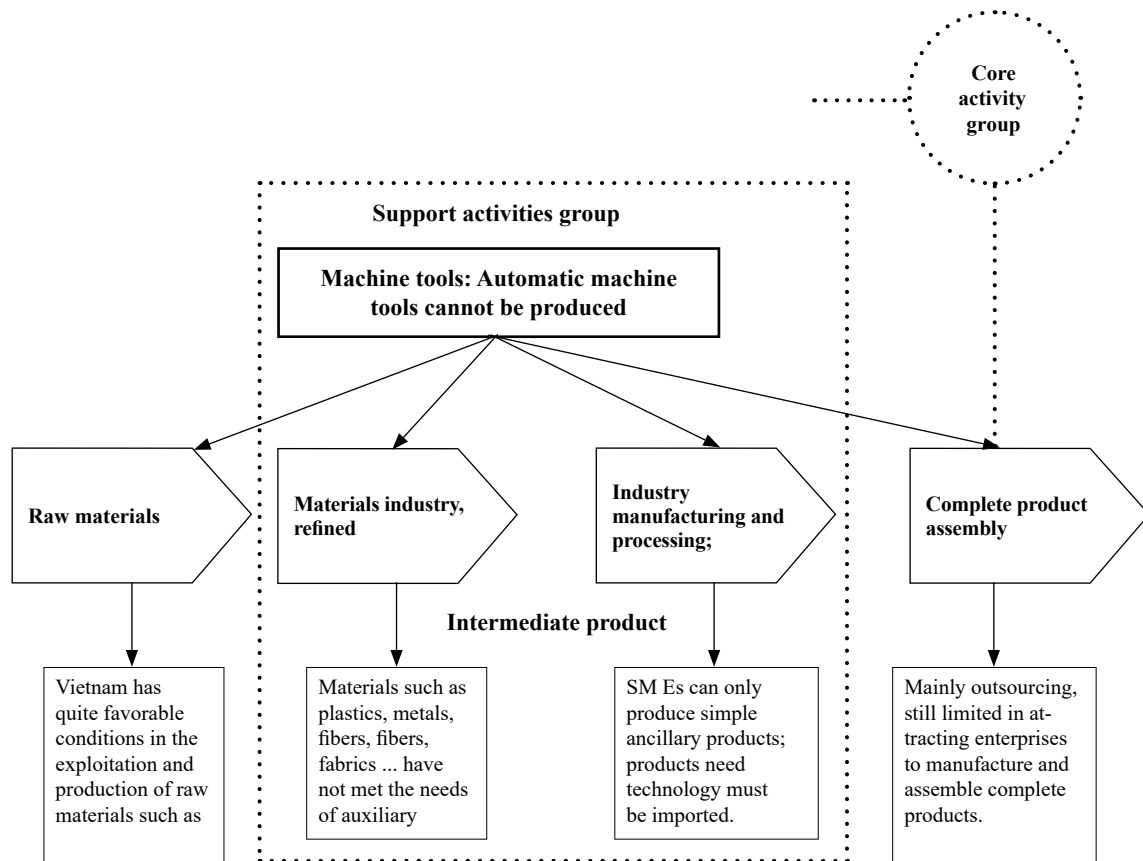 Core
activity
group
Support activities group
Machine tools: Automatic machine
tools cannot be produced
Raw materials
Materials industry,
refined
Industry
manufacturing and
processing;
Complete product
assembly
Intermediate product
Vietnam has
quite favorable
conditions in the
exploitation and
production of raw
materials such as
Materials such as
plastics, metals,
fibers, fibers,
fabrics ... have
not met the needs
of auxiliary
SM Es can only
produce simple
ancillary products;
products need
technology must
be imported.
Mainly outsourcing,
still limited in at-
tracting enterprises
to manufacture and
assemble complete
products.